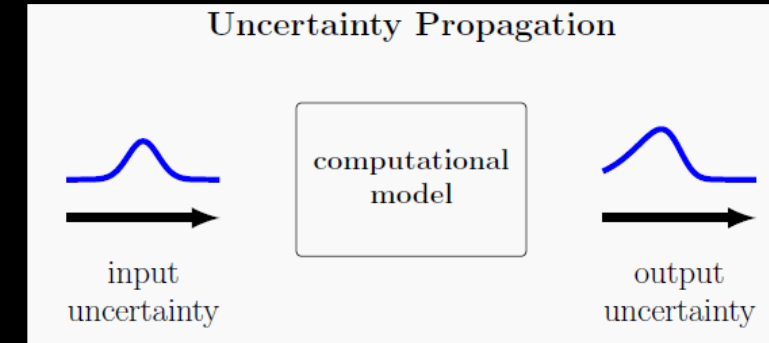 Uncertainty Propagation
computational
model
input
uncertainty
output
uncertainty